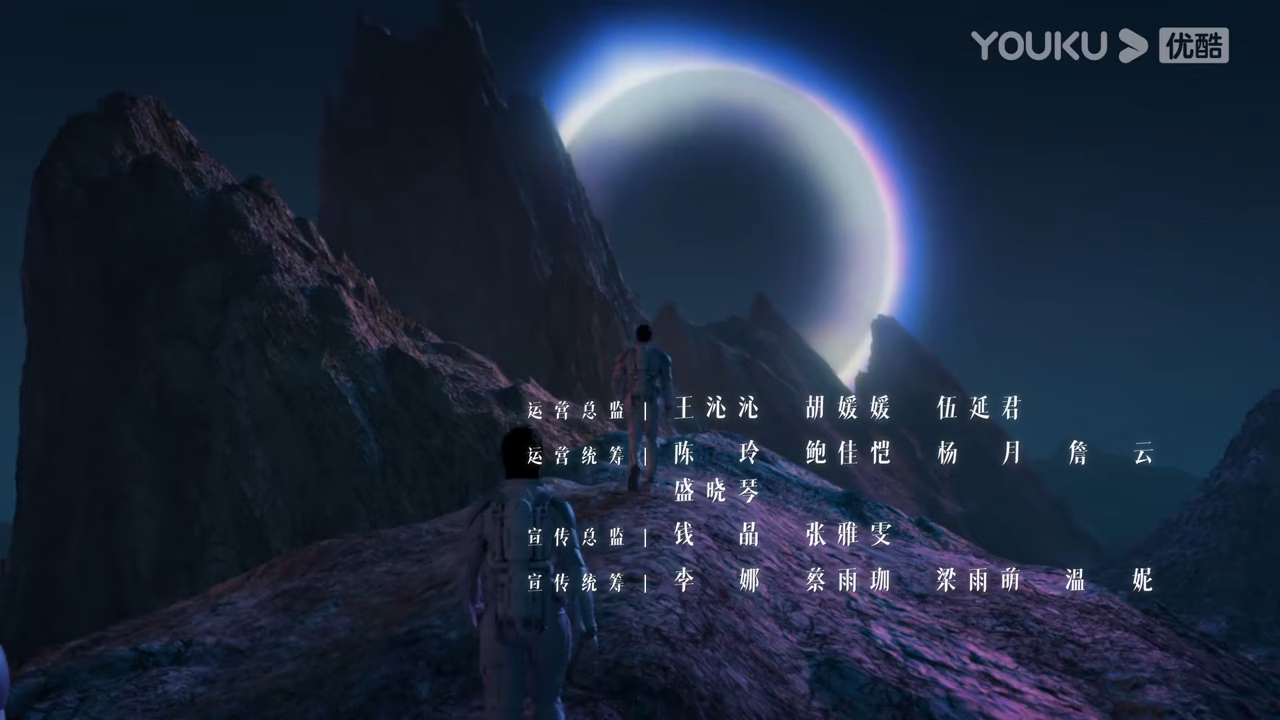 YOUKU 优酷
运营总监 | 王沁沁 胡媛媛 伍延君
运营统筹 | 陈玲 鲍佳恺 杨月 詹云
盛晓琴
宣传总监 | 钱晶 张雅雯
宣传统筹 | 李娜 蔡雨珈 梁雨萌 温妮